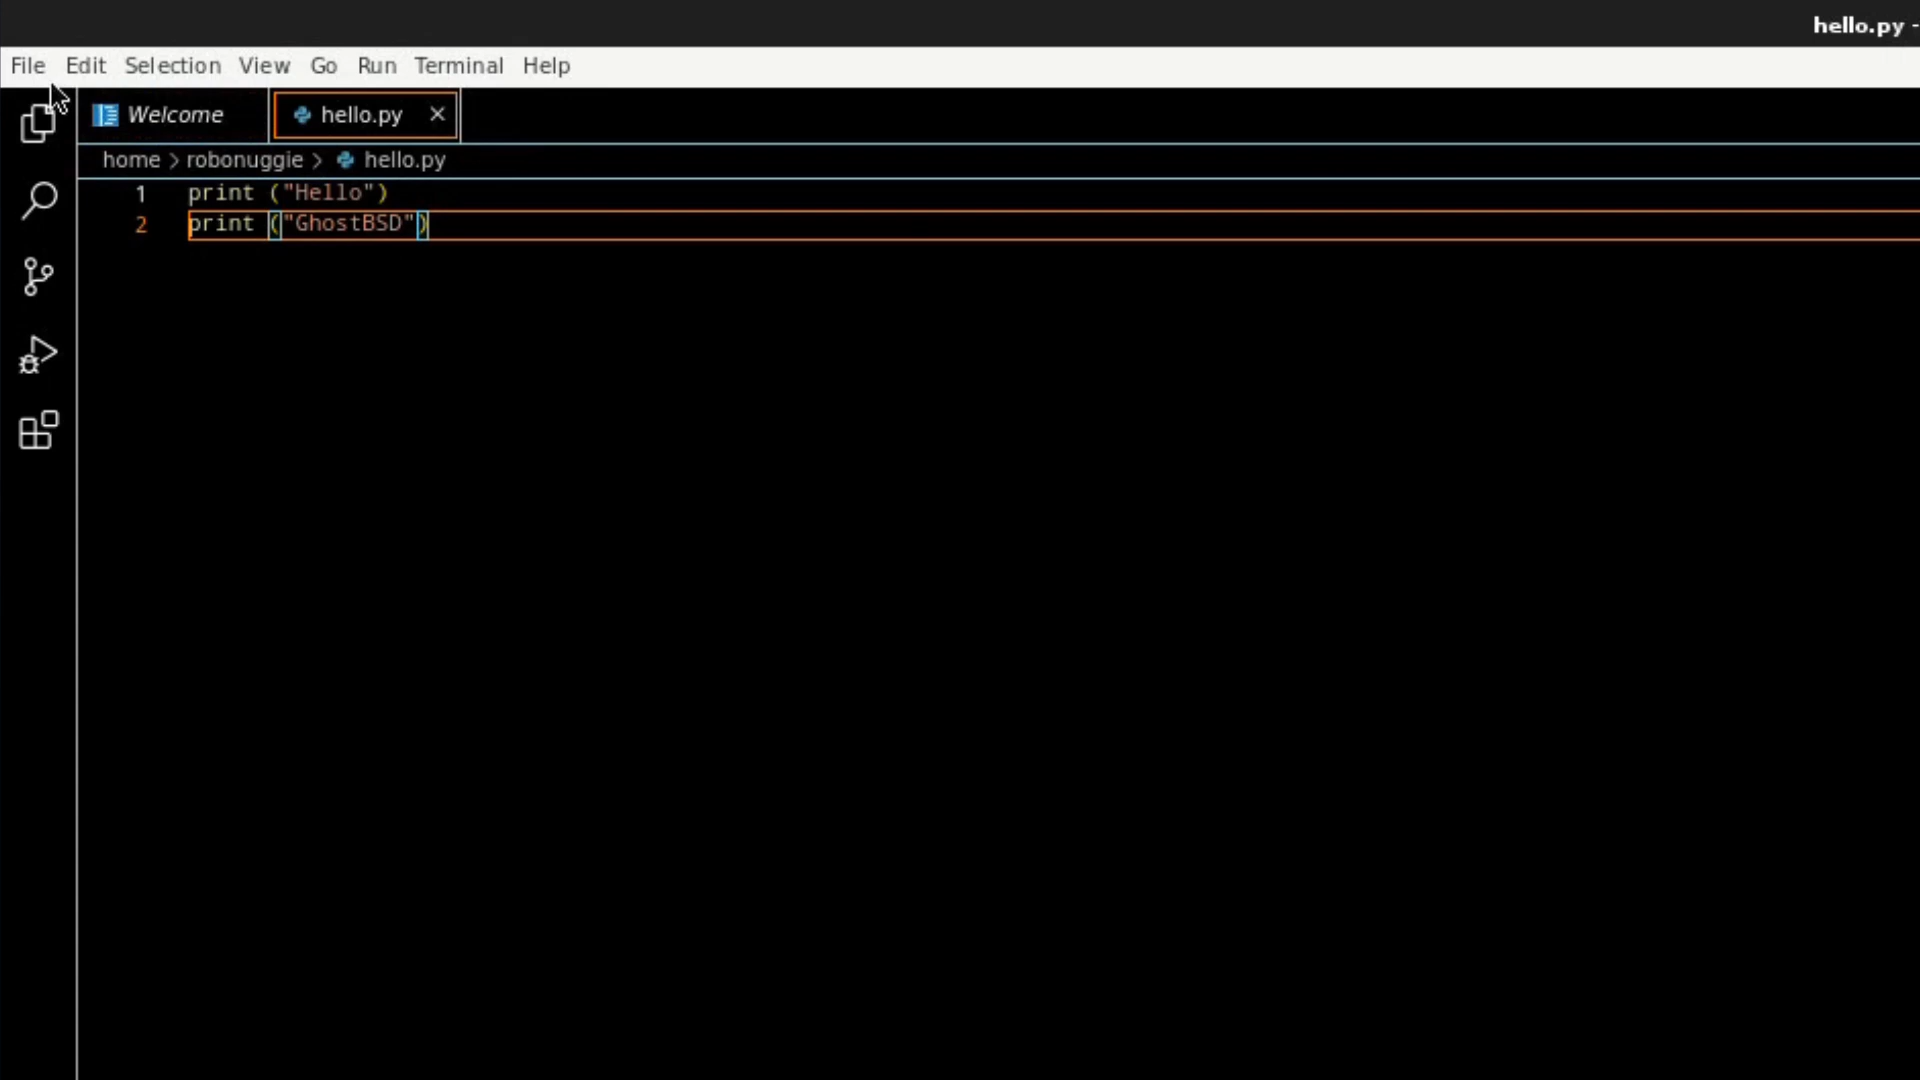 hello.py -
File Edit Selection View Go Run Terminal Help
Welcome hello.py
home > robonuggie > hello.py
1 print ("Hello")
2 print ("GhostBSD")